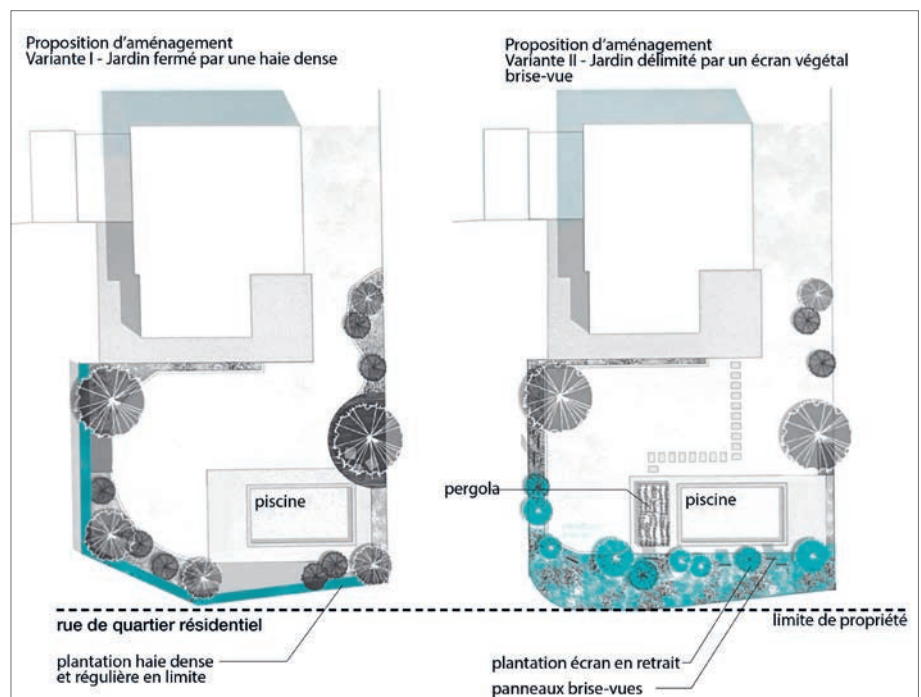 Proposition d'aménagement
Variante I - Jardin fermé par une haie dense
piscine
rue de quartier résidentiel
plantation haie dense
et régulière en limite
Proposition d'aménagement
Variante II - Jardin délimité par un écran végétal
brise-vue
pergola
piscine
limite de propriété
plantation écran en retrait
panneaux brise-vues